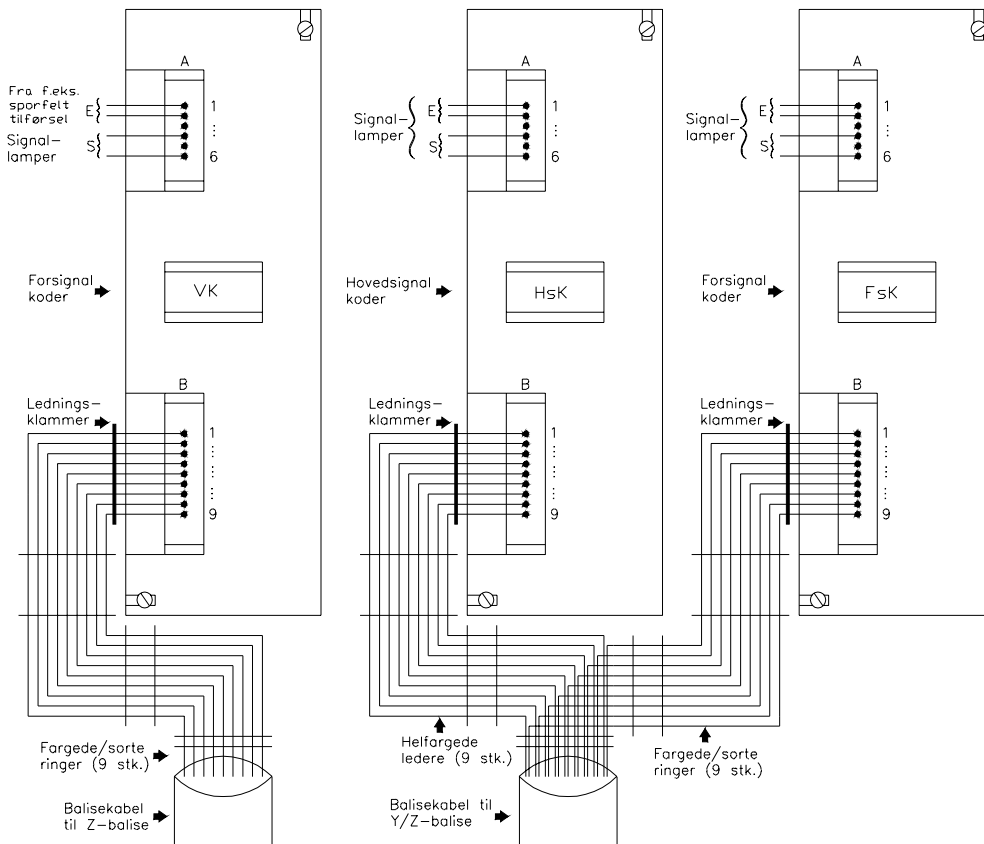 A
A
A
Fra f.eks.
sporfelt
tilførsel
E
1
...
S
6
Signal-
lamper
Signal-
lamper
E
1
...
S
6
Signal-
lamper
E
1
...
S
6
Forsignal
koder
VK
Hovedsignal
koder
HsK
Forsignal
koder
FsK
B
B
B
Lednings-
klammer
1
...
...
...
9
Lednings-
klammer
1
...
...
...
9
Lednings-
klammer
1
...
...
...
9
Fargede/sorte
ringer (9 stk.)
Helfargede
ledere (9 stk.)
Fargede/sorte
ringer (9 stk.)
Balisekabel
til Z-balise
Balisekabel til
Y/Z-balise